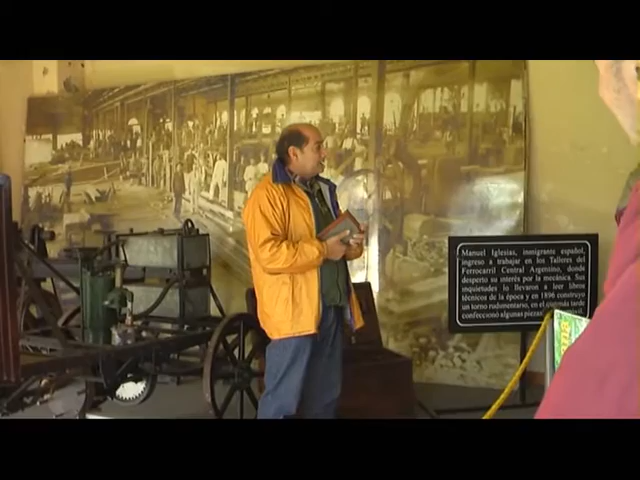 Manuel Iglesias, inmigrante español,
ingresó a trabajar en los Talleres del
Ferrocarril Central Argentino, donde
despertó su interés por la mecánica. Sus
inquietudes lo llevaron a leer libros
técnicos de la época y en 1896 construyó
un torno rudimentario, en el que más tarde
confeccionó algunas piezas